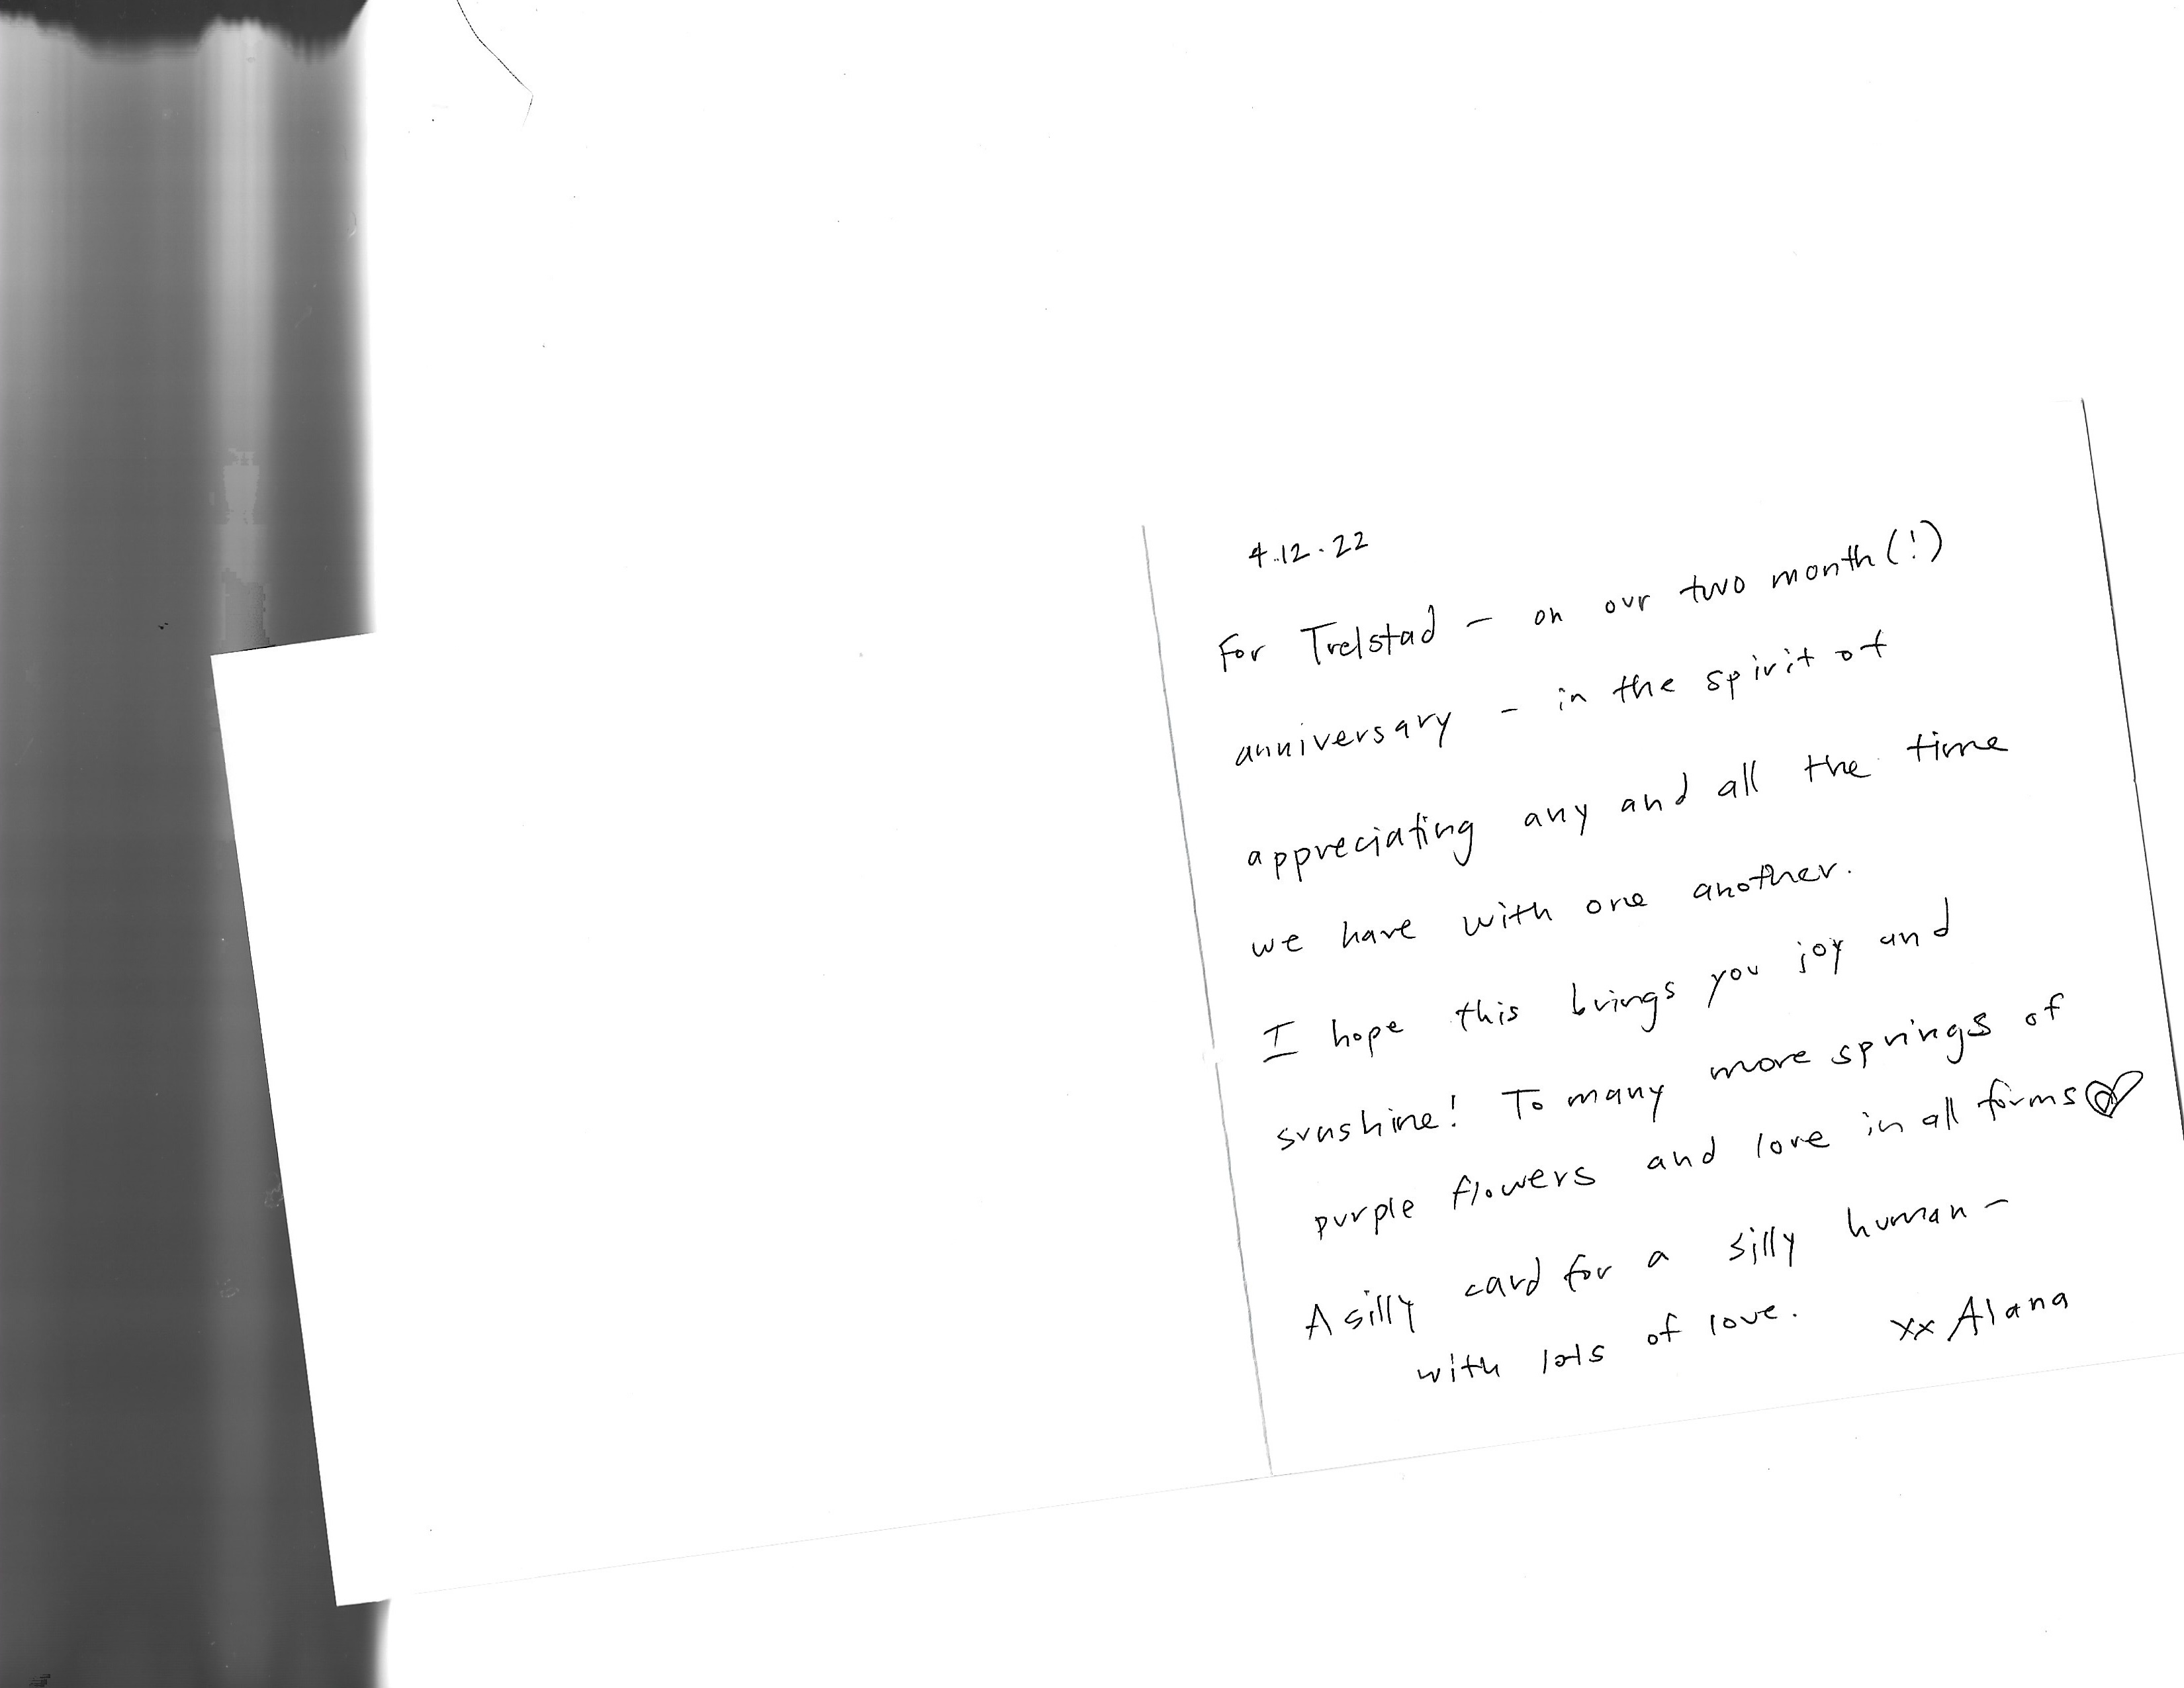 4.12.22
For Trelstad – on our two month(!)
anniversary – in the spirit of
appreciating any and all the time
we have with one another.
I hope this brings you joy and
sunshine! To many more springs of
purple flowers and love in all forms♡
A silly card for a silly human –
with lots of love. xx Alana